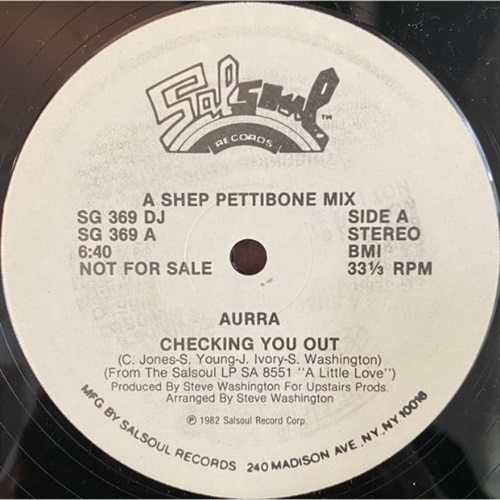 Salsoul TM
RECORDS
A SHEP PETTIBONE MIX
SG 369 DJ SIDE A
SG 369 A STEREO
6:40 BMI
NOT FOR SALE 33⅓ RPM
AURRA
CHECKING YOU OUT
(C. Jones-S. Young-J. Ivory-S. Washington)
(From The Salsoul LP SA 8551 "A Little Love")
Produced By Steve Washington For Upstairs Prods.
Arranged By Steve Washington
℗ 1982 Salsoul Record Corp.
MFG BY SALSOUL RECORDS 240 MADISON AVE, NY, NY 10016